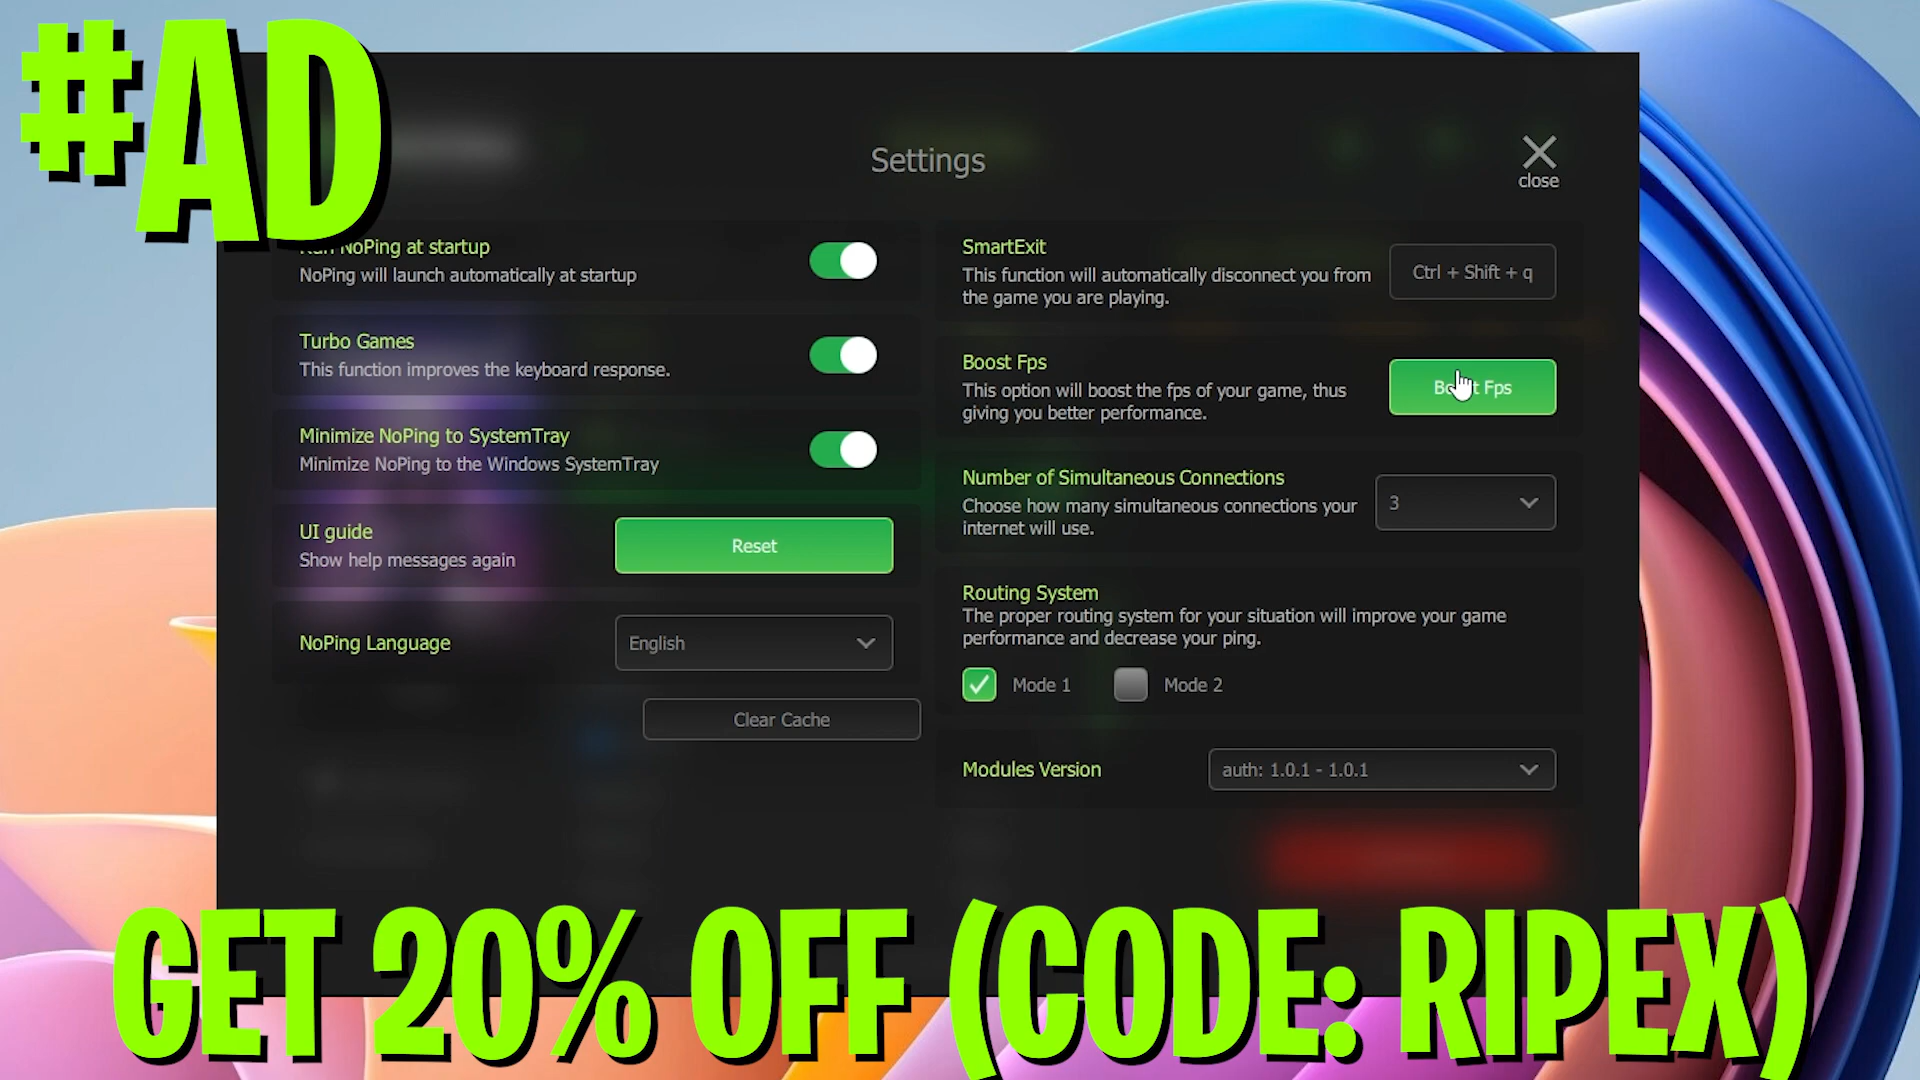 #AD
Settings
close
Run NoPing at startup
NoPing will launch automatically at startup
Turbo Games
This function improves the keyboard response.
Minimize NoPing to SystemTray
Minimize NoPing to the Windows SystemTray
UI guide
Show help messages again
Reset
NoPing Language
English
Clear Cache
SmartExit
This function will automatically disconnect you from
the game you are playing.
Ctrl + Shift + q
Boost Fps
This option will boost the fps of your game, thus
giving you better performance.
Boost Fps
Number of Simultaneous Connections
Choose how many simultaneous connections your
internet will use.
3
Routing System
The proper routing system for your situation will improve your game
performance and decrease your ping.
Mode 1
Mode 2
Modules Version
auth: 1.0.1 - 1.0.1
GET 20% OFF (CODE: RIPEX)